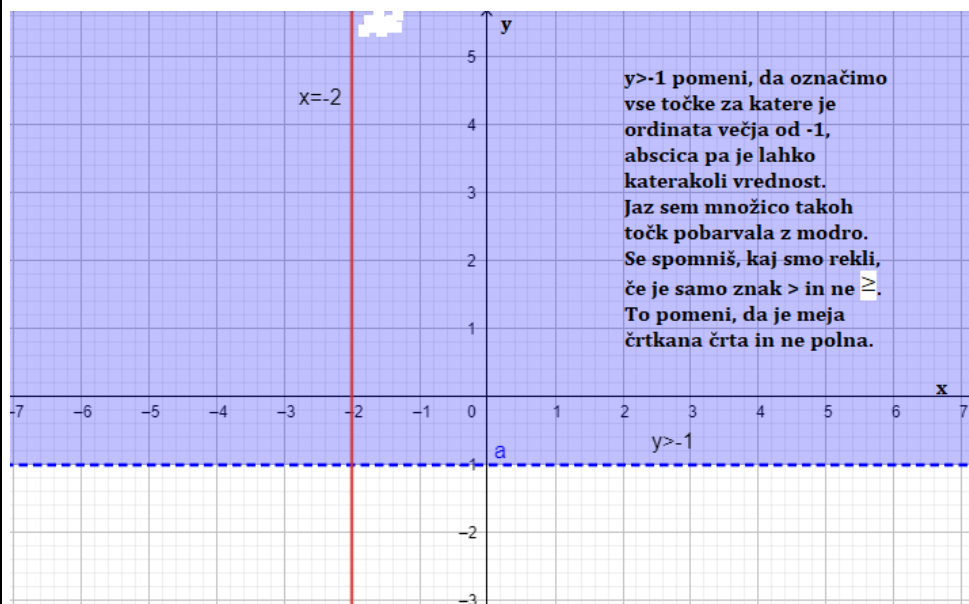 y
5
y>-1 pomeni, da označimo
x=-2
vse točke za katere je
4
ordinata večja od -1,
abscica pa je lahko
katerakoli vrednost.
3
Jaz sem množico takoh
točk pobarvala z modro.
2
Se spomniš, kaj smo rekli,
če je samo znak > in ne ≥.
To pomeni, da je meja
1
črtkana črta in ne polna.
x
–7 –6 –5 –4 –3 –2 –1 0 1 2 3 4 5 6 7
y>-1
a
–1
–2
–3